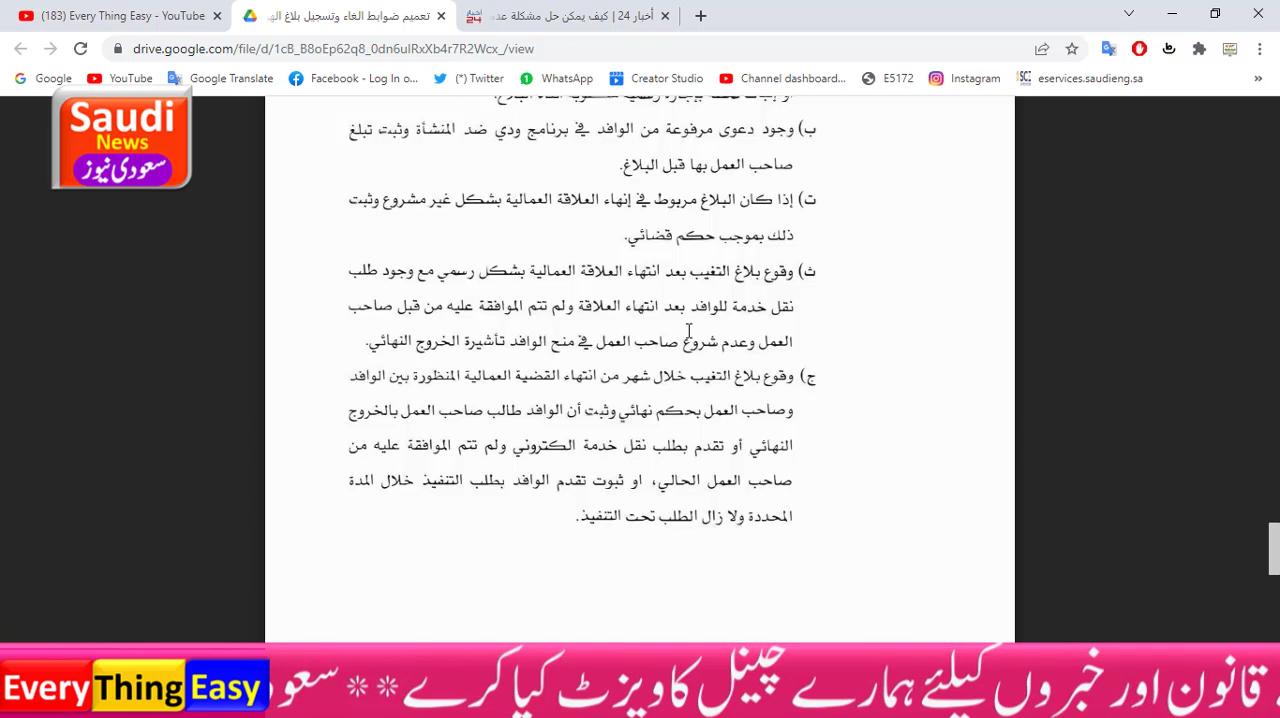 (183) Every Thing Easy - YouTube
تعميم ضوابط الغاء وتسجيل بلاغ اله
أخبار 24 | كيف يمكن حل مشكلة عدم
drive.google.com/file/d/1cB_B8oEp62q8_0dn6uIRxXb4r7R2Wcx_/view
Google
YouTube
Google Translate
Facebook - Log In o...
(*) Twitter
WhatsApp
Creator Studio
Channel dashboard...
E5172
Instagram
eservices.saudieng.sa
Saudi
News
سعودی نیوز
ب) وجود دعوى مرفوعة من الوافد في برنامج ودي ضد المنشأة وثبت تبلغ
صاحب العمل بها قبل البلاغ.
ت) إذا كان البلاغ مربوط في إنهاء العلاقة العمالية بشكل غير مشروع وثبت
ذلك بموجب حكم قضائي.
ث) وقوع بلاغ التغيب بعد انتهاء العلاقة العمالية بشكل رسمي مع وجود طلب
نقل خدمة للوافد بعد انتهاء العلاقة ولم تتم الموافقة عليه من قبل صاحب
العمل وعدم شروع صاحب العمل في منح الوافد تأشيرة الخروج النهائي.
ج) وقوع بلاغ التغيب خلال شهر من انتهاء القضية العمالية المنظورة بين الوافد
وصاحب العمل بحكم نهائي وثبت أن الوافد طالب صاحب العمل بالخروج
النهائي أو تقدم بطلب نقل خدمة الكتروني ولم تتم الموافقة عليه من
صاحب العمل الحالي، او ثبوت تقدم الوافد بطلب التنفيذ خلال المدة
المحددة ولا زال الطلب تحت التنفيذ.
قانون اور خبروں کیلئے ہمارے چینل کا ویزٹ کیا کرے ** سعود
EveryThingEasy